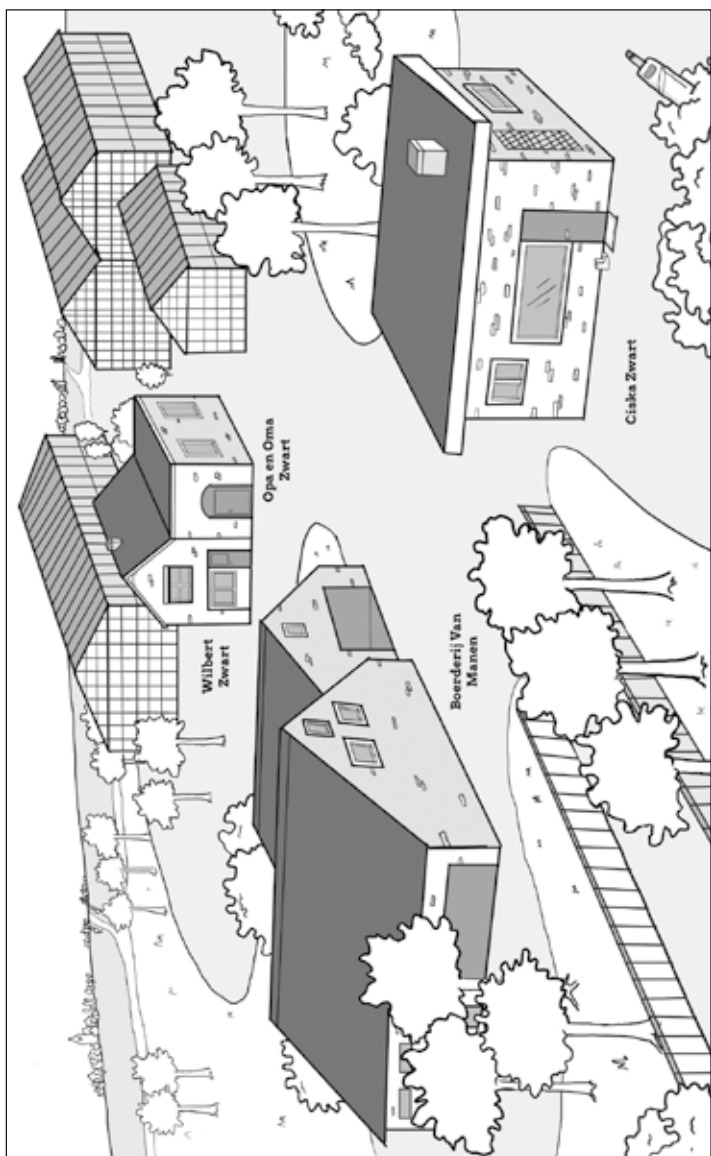 Opa en Oma
Zwart
Wilbert
Zwart
Ciska Zwart
Boerderij Van
Manen